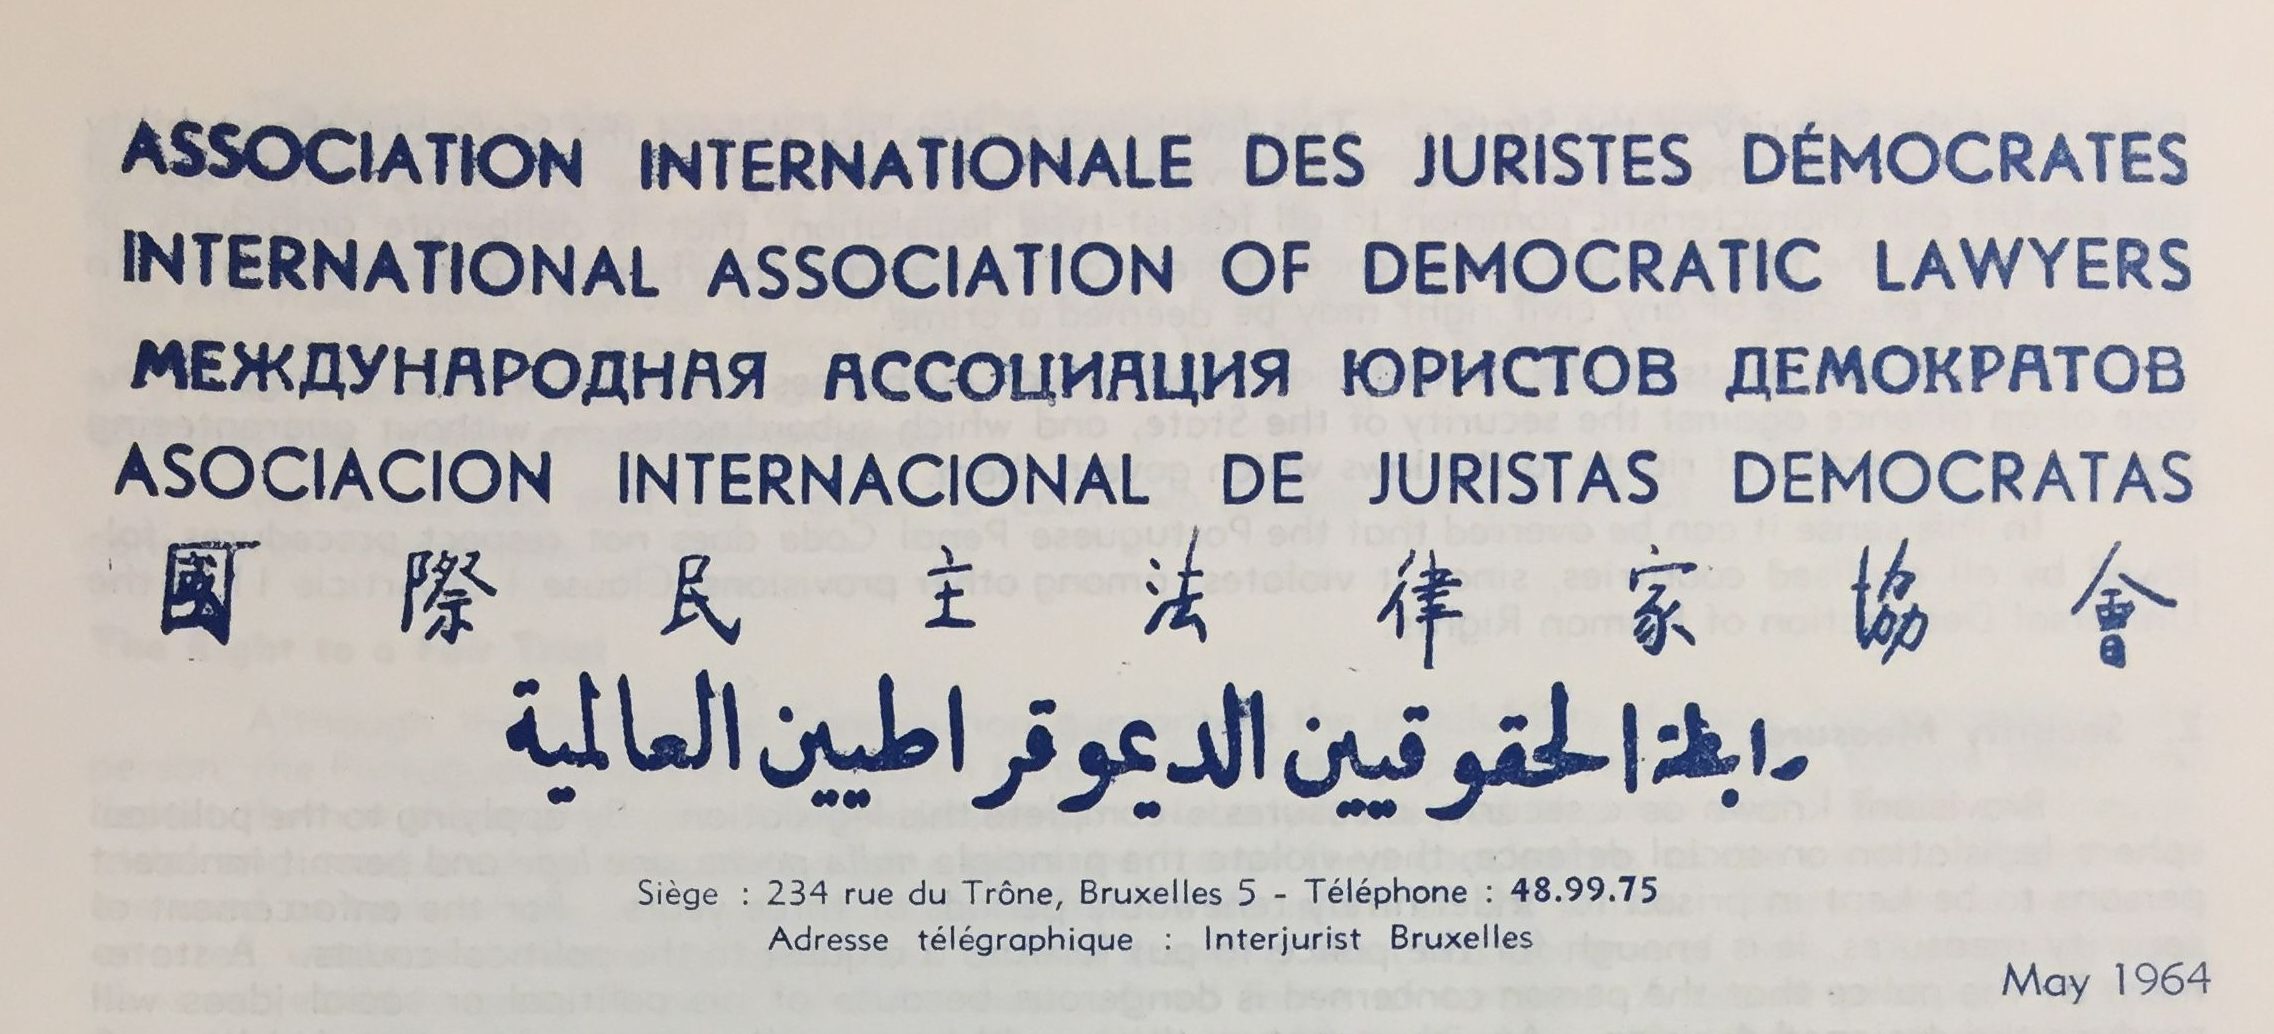 ASSOCIATION INTERNATIONALE DES JURISTES DÉMOCRATES
INTERNATIONAL ASSOCIATION OF DEMOCRATIC LAWYERS
МЕЖДУНАРОДНАЯ АССОЦИАЦИЯ ЮРИСТОВ ДЕМОКРАТОВ
ASOCIACION INTERNACIONAL DE JURISTAS DEMOCRATAS
國際民主法律家協會
رابطة الحقوقيين الديموقراطيين العالمية
Siège : 234 rue du Trône, Bruxelles 5 - Téléphone : 48.99.75
Adresse télégraphique : Interjurist Bruxelles
May 1964